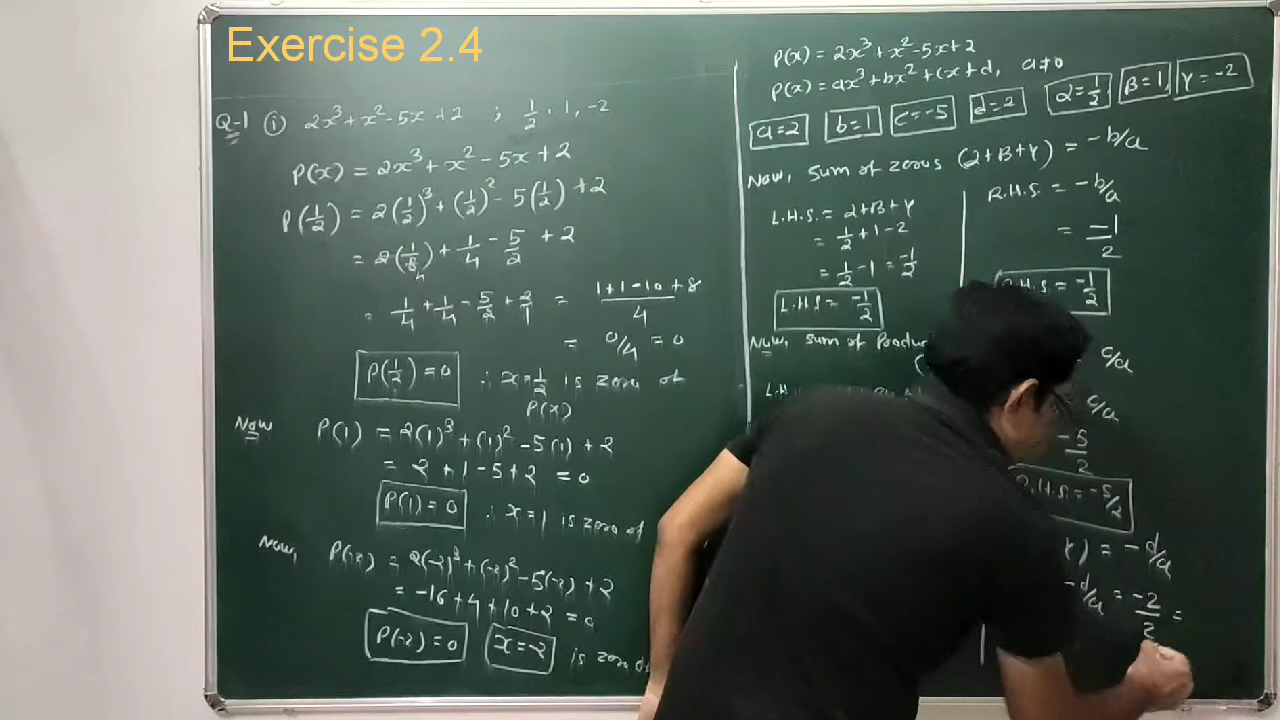 Exercise 2.4
Q-1 (i) 2x³+x²-5x+2 ; 1/2, 1, -2
P(x) = 2x³+x²-5x+2
P(1/2) = 2(1/2)³+(1/2)²-5(1/2)+2
= 2(1/8)+1/4-5/2+2
= 1/4+1/4-5/2+2/1 = (1+1-10+8)/4
= 0/4 = 0
P(1/2)=0 ∴ x=1/2 is zero of
P(x)
Now P(1) = 2(1)³+(1)²-5(1)+2
= 2+1-5+2 = 0
P(1)=0 ∴ x=1 is zero of
Now, P(-2) = 2(-2)³+(-2)²-5(-2)+2
= -16+4+10+2 = 0
P(-2)=0 x=-2 is zero
P(x) = 2x³+x²-5x+2
P(x) = ax³+bx²+cx+d, a≠0
a=2 b=1 c=-5 d=2 α=1/2 β=1, γ=-2
Now, sum of zeros (α+β+γ) = -b/a
L.H.S. = α+β+γ
= 1/2+1-2
= 1/2-1 = -1/2
L.H.S = -1/2
R.H.S. = -b/a
= -1/2
R.H.S. = -1/2
Now, sum of
c/a
L.H
c/a
-5/2
R.H.S. = -5/2
γ) = -d/a
-d/a = -2/2 =